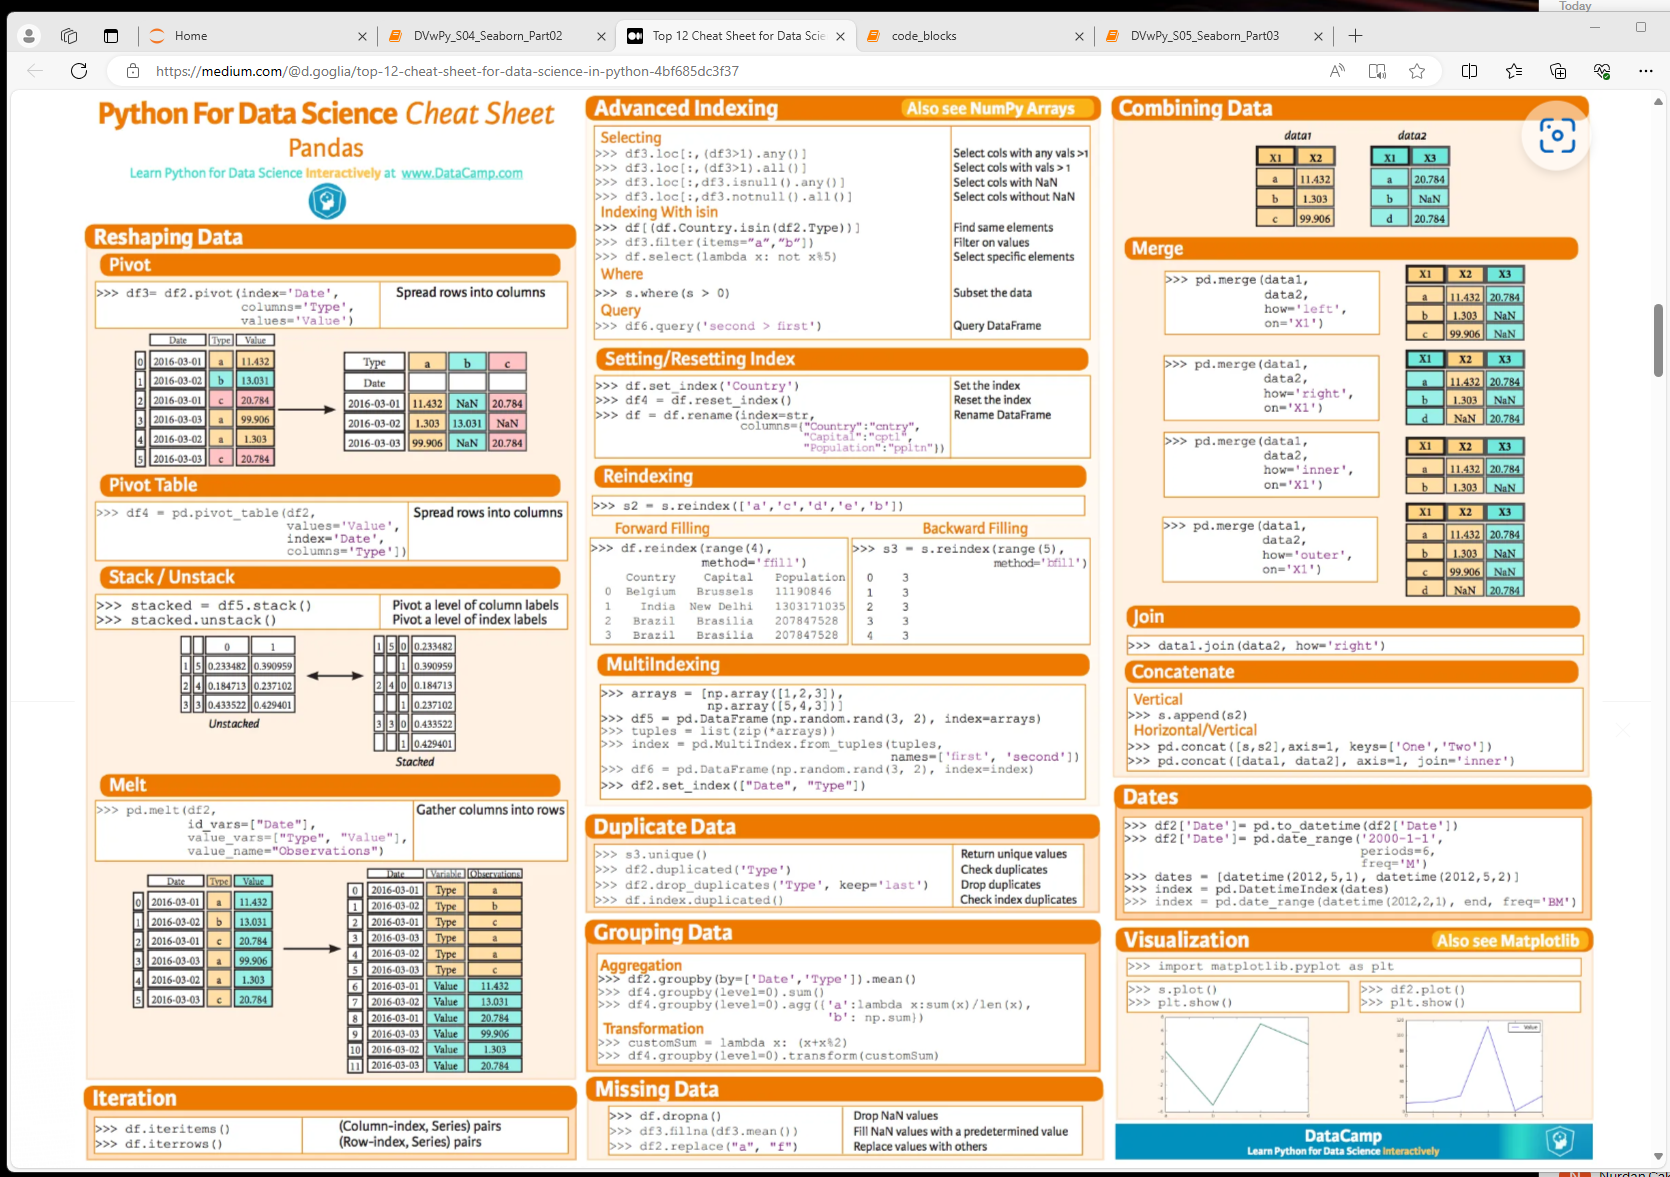 Today
Home
DVwPy_S04_Seaborn_Part02
Top 12 Cheat Sheet for Data Scie
code_blocks
DVwPy_S05_Seaborn_Part03
https://medium.com/@d.goglia/top-12-cheat-sheet-for-data-science-in-python-4bf685dc3f37
Python For Data Science Cheat Sheet
Pandas
Learn Python for Data Science Interactively at www.DataCamp.com
Reshaping Data
Pivot
>>> df3= df2.pivot(index='Date',
columns='Type',
values='Value')
Spread rows into columns
Date Type Value
0 2016-03-01 a 11.432
1 2016-03-02 b 13.031
2 2016-03-01 c 20.784
3 2016-03-03 a 99.906
4 2016-03-02 a 1.303
5 2016-03-03 c 20.784
Type a b c
Date
2016-03-01 11.432 NaN 20.784
2016-03-02 1.303 13.031 NaN
2016-03-03 99.906 NaN 20.784
Pivot Table
>>> df4 = pd.pivot_table(df2,
values='Value',
index='Date',
columns='Type'])
Spread rows into columns
Stack / Unstack
>>> stacked = df5.stack()
>>> stacked.unstack()
Pivot a level of column labels
Pivot a level of index labels
0 1
1 5 0.233482 0.390959
2 4 0.184713 0.237102
3 3 0.433522 0.429401
Unstacked
1 5 0 0.233482
1 0.390959
2 4 0 0.184713
1 0.237102
3 3 0 0.433522
1 0.429401
Stacked
Melt
>>> pd.melt(df2,
id_vars=["Date"],
value_vars=["Type", "Value"],
value_name="Observations")
Gather columns into rows
Date Type Value
0 2016-03-01 a 11.432
1 2016-03-02 b 13.031
2 2016-03-01 c 20.784
3 2016-03-03 a 99.906
4 2016-03-02 a 1.303
5 2016-03-03 c 20.784
Date Variable Observations
0 2016-03-01 Type a
1 2016-03-02 Type b
2 2016-03-01 Type c
3 2016-03-03 Type a
4 2016-03-02 Type a
5 2016-03-03 Type c
6 2016-03-01 Value 11.432
7 2016-03-02 Value 13.031
8 2016-03-01 Value 20.784
9 2016-03-03 Value 99.906
10 2016-03-02 Value 1.303
11 2016-03-03 Value 20.784
Iteration
>>> df.iteritems()
>>> df.iterrows()
(Column-index, Series) pairs
(Row-index, Series) pairs
Advanced Indexing
Also see NumPy Arrays
Selecting
>>> df3.loc[:,(df3>1).any()] Select cols with any vals >1
>>> df3.loc[:,(df3>1).all()] Select cols with vals > 1
>>> df3.loc[:,df3.isnull().any()] Select cols with NaN
>>> df3.loc[:,df3.notnull().all()] Select cols without NaN
Indexing With isin
>>> df[(df.Country.isin(df2.Type))] Find same elements
>>> df3.filter(items="a","b"]) Filter on values
>>> df.select(lambda x: not x%5) Select specific elements
Where
>>> s.where(s > 0) Subset the data
Query
>>> df6.query('second > first') Query DataFrame
Setting/Resetting Index
>>> df.set_index('Country') Set the index
>>> df4 = df.reset_index() Reset the index
>>> df = df.rename(index=str, Rename DataFrame
columns={"Country":"cntry",
"Capital":"cptl",
"Population":"ppltn"})
Reindexing
>>> s2 = s.reindex(['a','c','d','e','b'])
Forward Filling
>>> df.reindex(range(4),
method='ffill')
Country Capital Population
0 Belgium Brussels 11190846
1 India New Delhi 1303171035
2 Brazil Brasilia 207847528
3 Brazil Brasilia 207847528
Backward Filling
>>> s3 = s.reindex(range(5),
method='bfill')
0 3
1 3
2 3
3 3
4 3
MultiIndexing
>>> arrays = [np.array([1,2,3]),
np.array([5,4,3])]
>>> df5 = pd.DataFrame(np.random.rand(3, 2), index=arrays)
>>> tuples = list(zip(*arrays))
>>> index = pd.MultiIndex.from_tuples(tuples,
names=['first', 'second'])
>>> df6 = pd.DataFrame(np.random.rand(3, 2), index=index)
>>> df2.set_index(["Date", "Type"])
Duplicate Data
>>> s3.unique() Return unique values
>>> df2.duplicated('Type') Check duplicates
>>> df2.drop_duplicates('Type', keep='last') Drop duplicates
>>> df.index.duplicated() Check index duplicates
Grouping Data
Aggregation
>>> df2.groupby(by=['Date','Type']).mean()
>>> df4.groupby(level=0).sum()
>>> df4.groupby(level=0).agg({'a':lambda x:sum(x)/len(x),
'b': np.sum})
Transformation
>>> customSum = lambda x: (x+x%2)
>>> df4.groupby(level=0).transform(customSum)
Missing Data
>>> df.dropna() Drop NaN values
>>> df3.fillna(df3.mean()) Fill NaN values with a predetermined value
>>> df2.replace("a", "f") Replace values with others
Combining Data
data1
X1 X2
a 11.432
b 1.303
c 99.906
data2
X1 X3
a 20.784
b NaN
d 20.784
Merge
>>> pd.merge(data1,
data2,
how='left',
on='X1')
X1 X2 X3
a 11.432 20.784
b 1.303 NaN
c 99.906 NaN
>>> pd.merge(data1,
data2,
how='right',
on='X1')
X1 X2 X3
a 11.432 20.784
b 1.303 NaN
d NaN 20.784
>>> pd.merge(data1,
data2,
how='inner',
on='X1')
X1 X2 X3
a 11.432 20.784
b 1.303 NaN
>>> pd.merge(data1,
data2,
how='outer',
on='X1')
X1 X2 X3
a 11.432 20.784
b 1.303 NaN
c 99.906 NaN
d NaN 20.784
Join
>>> data1.join(data2, how='right')
Concatenate
Vertical
>>> s.append(s2)
Horizontal/Vertical
>>> pd.concat([s,s2],axis=1, keys=['One','Two'])
>>> pd.concat([data1, data2], axis=1, join='inner')
Dates
>>> df2['Date']= pd.to_datetime(df2['Date'])
>>> df2['Date']= pd.date_range('2000-1-1',
periods=6,
freq='M')
>>> dates = [datetime(2012,5,1), datetime(2012,5,2)]
>>> index = pd.DatetimeIndex(dates)
>>> index = pd.date_range(datetime(2012,2,1), end, freq='BM')
Visualization
Also see Matplotlib
>>> import matplotlib.pyplot as plt
>>> s.plot()
>>> plt.show()
>>> df2.plot()
>>> plt.show()
Value
DataCamp
Learn Python for Data Science Interactively